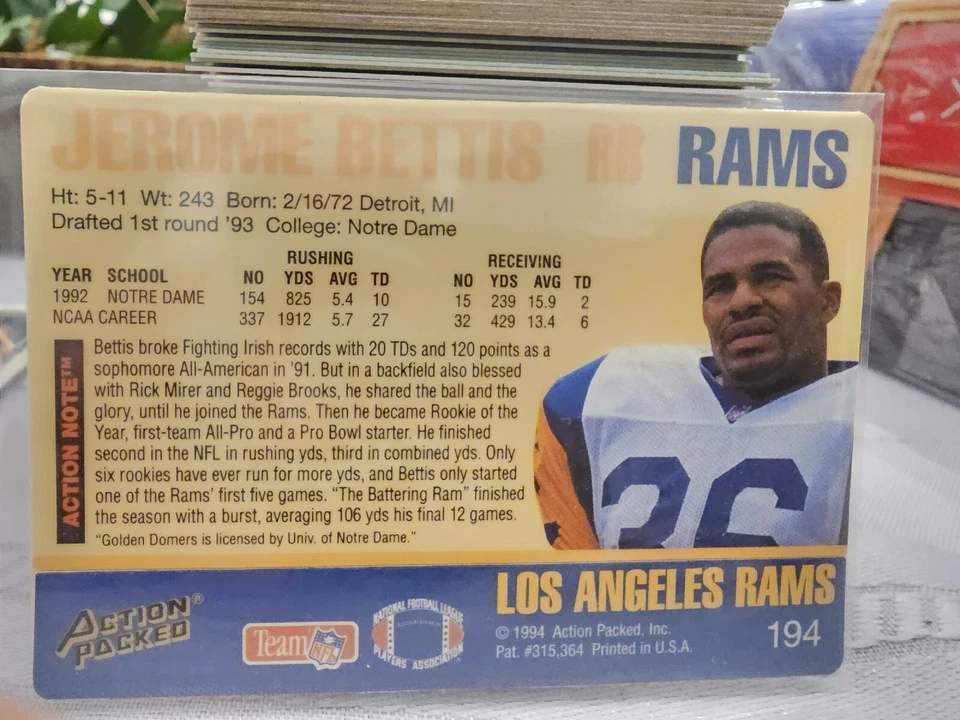 JEROME BETTIS RB RAMS
Ht: 5-11 Wt: 243 Born: 2/16/72 Detroit, MI
Drafted 1st round '93 College: Notre Dame
RUSHING RECEIVING
YEAR SCHOOL NO YDS AVG TD NO YDS AVG TD
1992 NOTRE DAME 154 825 5.4 10 15 239 15.9 2
NCAA CAREER 337 1912 5.7 27 32 429 13.4 6
ACTION NOTE™
Bettis broke Fighting Irish records with 20 TDs and 120 points as a
sophomore All-American in '91. But in a backfield also blessed
with Rick Mirer and Reggie Brooks, he shared the ball and the
glory, until he joined the Rams. Then he became Rookie of the
Year, first-team All-Pro and a Pro Bowl starter. He finished
second in the NFL in rushing yds, third in combined yds. Only
six rookies have ever run for more yds, and Bettis only started
one of the Rams' first five games. "The Battering Ram" finished
the season with a burst, averaging 106 yds his final 12 games.
"Golden Domers is licensed by Univ. of Notre Dame."
36
LOS ANGELES RAMS
ACTION PACKED®
Team NFL
NATIONAL FOOTBALL LEAGUE
PLAYERS ASSOCIATION
© 1994 Action Packed, Inc.
Pat. #315,364 Printed in U.S.A.
194